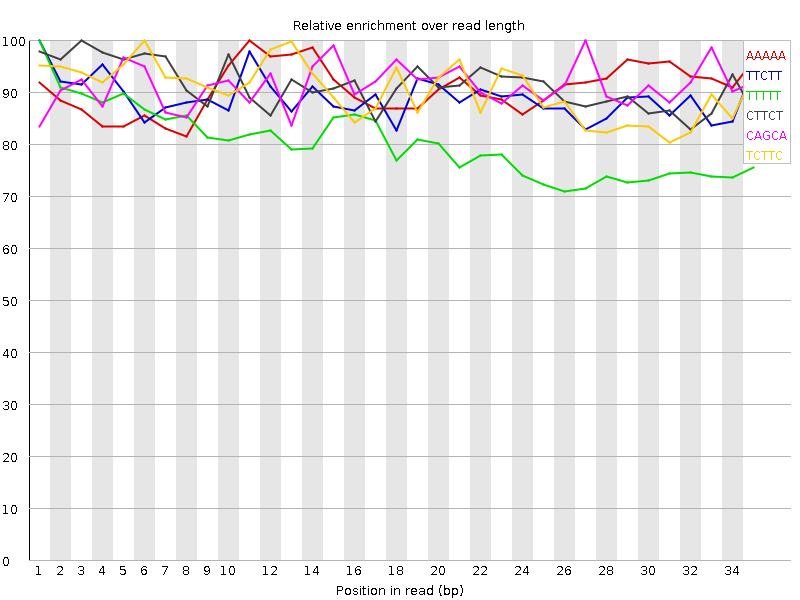 Relative enrichment over read length
100
90
80
70
60
50
40
30
20
10
0
AAAAA
TTCTT
TTTTT
CTTCT
CAGCA
TCTTC
1 2 3 4 5 6 7 8 9 10 12 14 16 18 20 22 24 26 28 30 32 34
Position in read (bp)